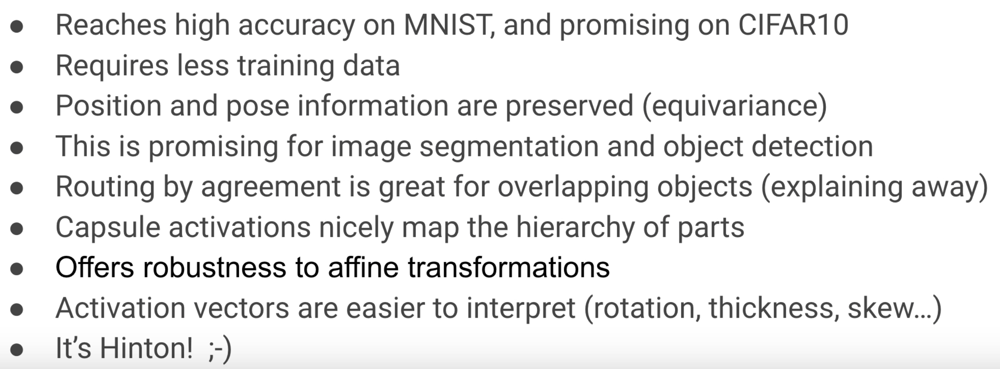 ● Reaches high accuracy on MNIST, and promising on CIFAR10
● Requires less training data
● Position and pose information are preserved (equivariance)
● This is promising for image segmentation and object detection
● Routing by agreement is great for overlapping objects (explaining away)
● Capsule activations nicely map the hierarchy of parts
● Offers robustness to affine transformations
● Activation vectors are easier to interpret (rotation, thickness, skew…)
● It’s Hinton!  ;-)